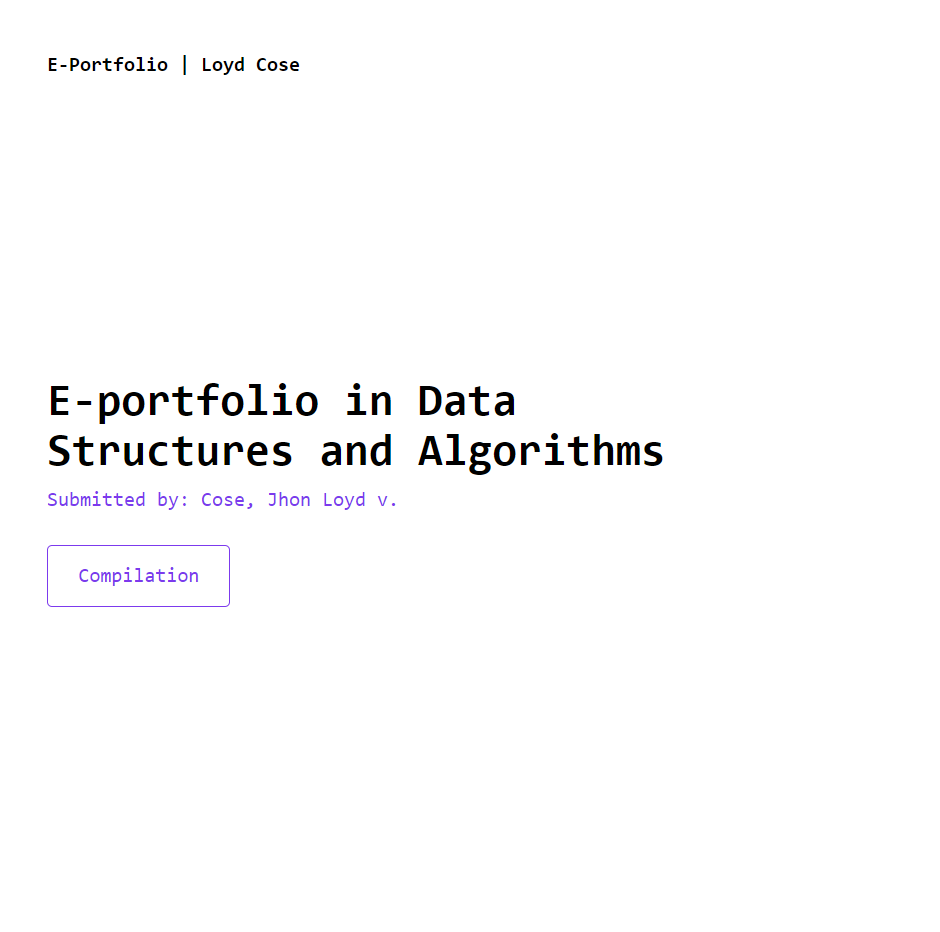 E-Portfolio | Loyd Cose
E-portfolio in Data
Structures and Algorithms
Submitted by: Cose, Jhon Loyd v.
Compilation